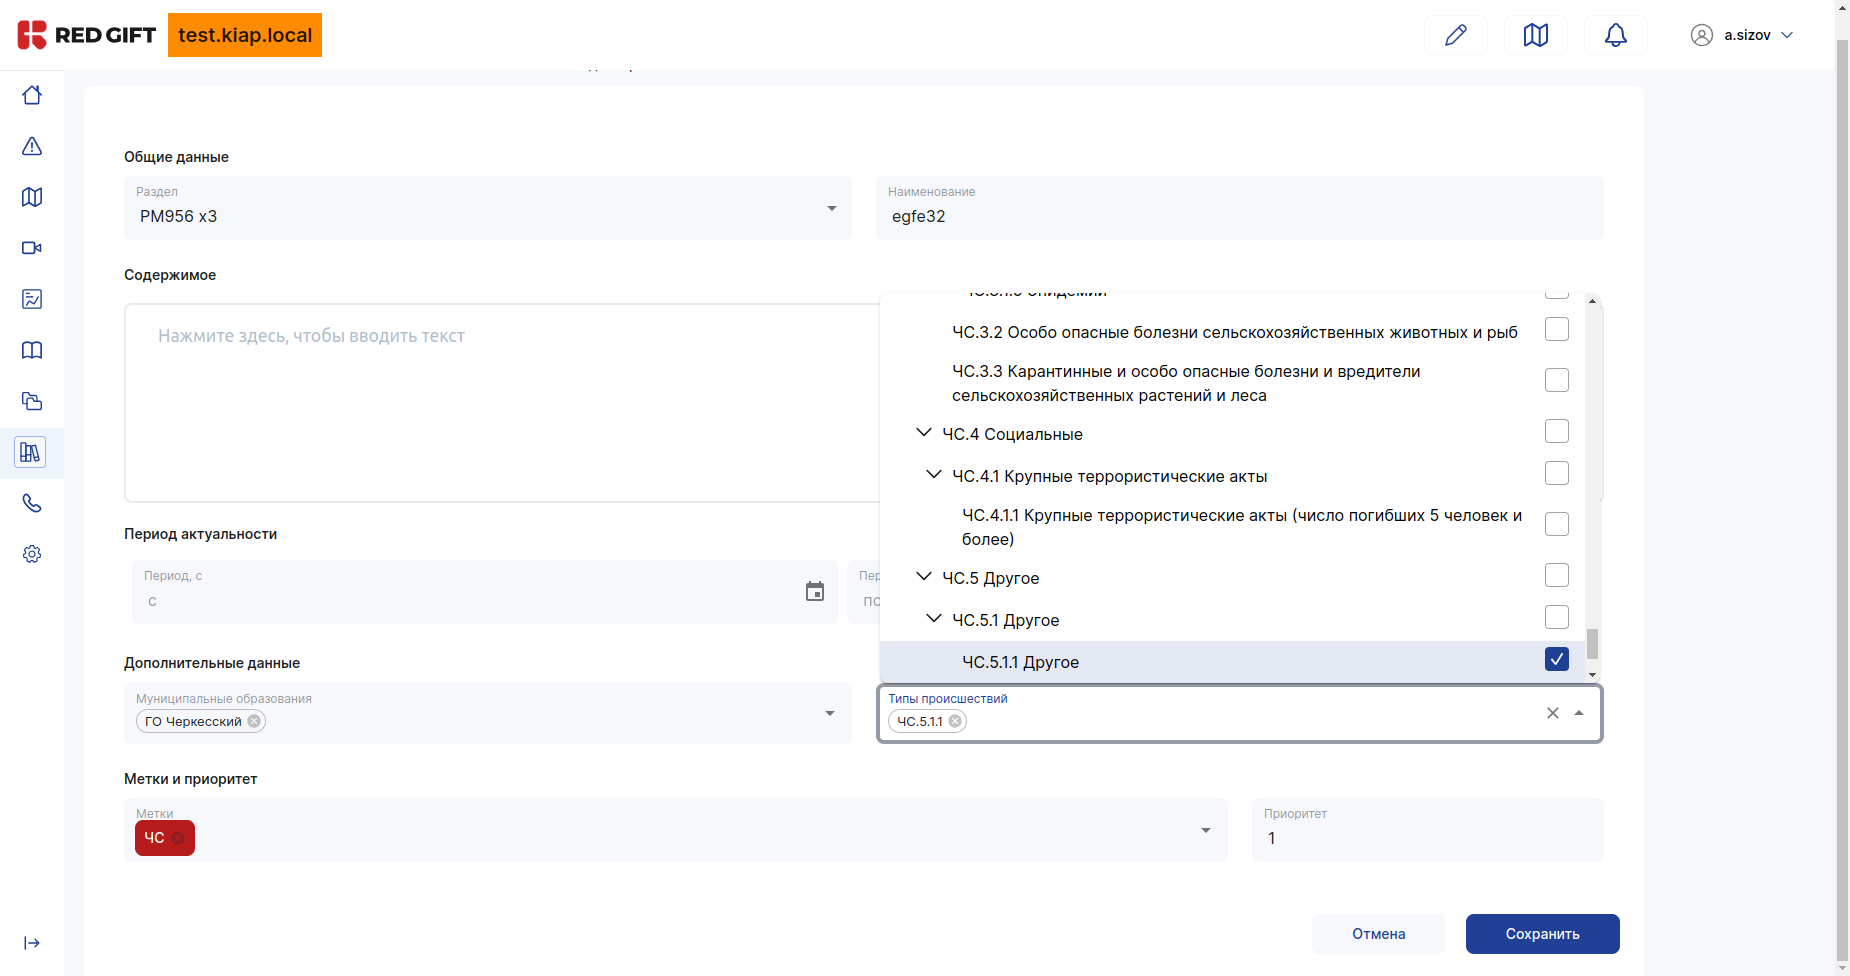 RED GIFT
test.kiap.local
a.sizov
Общие данные
Раздел
РМ956 х3
Наименование
egfe32
Содержимое
Нажмите здесь, чтобы вводить текст
ЧС.3.2 Особо опасные болезни сельскохозяйственных животных и рыб
ЧС.3.3 Карантинные и особо опасные болезни и вредители
сельскохозяйственных растений и леса
ЧС.4 Социальные
ЧС.4.1 Крупные террористические акты
ЧС.4.1.1 Крупные террористические акты (число погибших 5 человек и
более)
ЧС.5 Другое
ЧС.5.1 Другое
ЧС.5.1.1 Другое
Период актуальности
Период, с
с
Пер
по
Дополнительные данные
Муниципальные образования
ГО Черкесский
Типы происшествий
ЧС.5.1.1
Метки и приоритет
Метки
ЧС
Приоритет
1
Отмена
Сохранить